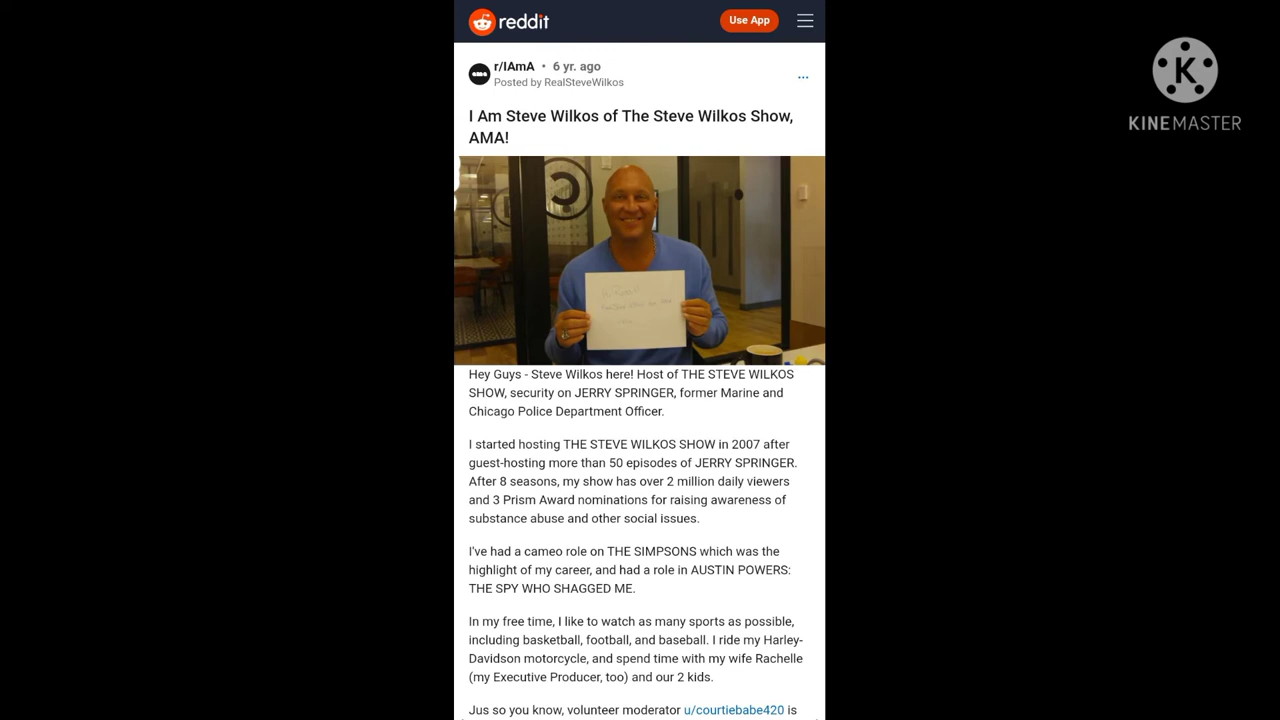 reddit
Use App
r/IAmA • 6 yr. ago
Posted by RealSteveWilkos
I Am Steve Wilkos of The Steve Wilkos Show,
AMA!
Hey Guys - Steve Wilkos here! Host of THE STEVE WILKOS
SHOW, security on JERRY SPRINGER, former Marine and
Chicago Police Department Officer.
I started hosting THE STEVE WILKOS SHOW in 2007 after
guest-hosting more than 50 episodes of JERRY SPRINGER.
After 8 seasons, my show has over 2 million daily viewers
and 3 Prism Award nominations for raising awareness of
substance abuse and other social issues.
I've had a cameo role on THE SIMPSONS which was the
highlight of my career, and had a role in AUSTIN POWERS:
THE SPY WHO SHAGGED ME.
In my free time, I like to watch as many sports as possible,
including basketball, football, and baseball. I ride my Harley-
Davidson motorcycle, and spend time with my wife Rachelle
(my Executive Producer, too) and our 2 kids.
Jus so you know, volunteer moderator u/courtiebabe420 is
K
KINEMASTER